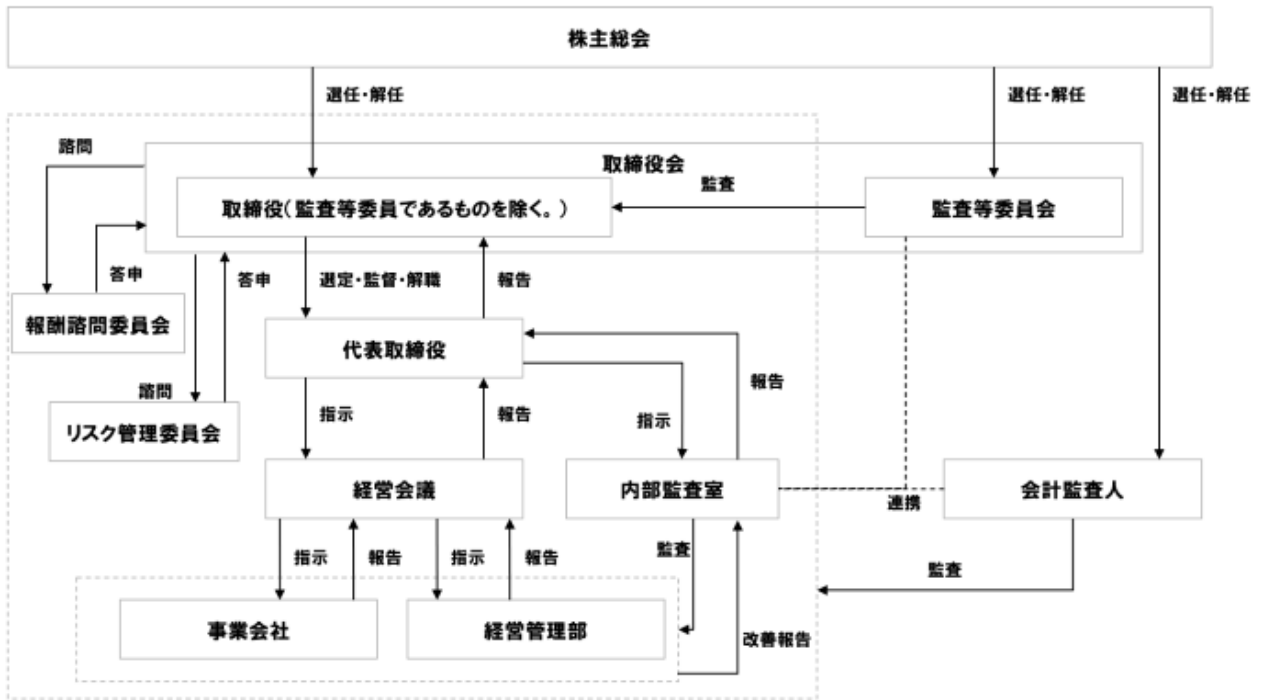 株主総会
選任・解任
選任・解任
選任・解任
諮問
取締役会
監査
取締役(監査等委員であるものを除く。)
監査等委員会
答申
答申
選定・監督・解職
報告
報酬諮問委員会
代表取締役
諮問
報告
リスク管理委員会
指示
報告
指示
経営会議
内部監査室
連携
会計監査人
指示
報告
指示
報告
監査
監査
事業会社
経営管理部
改善報告